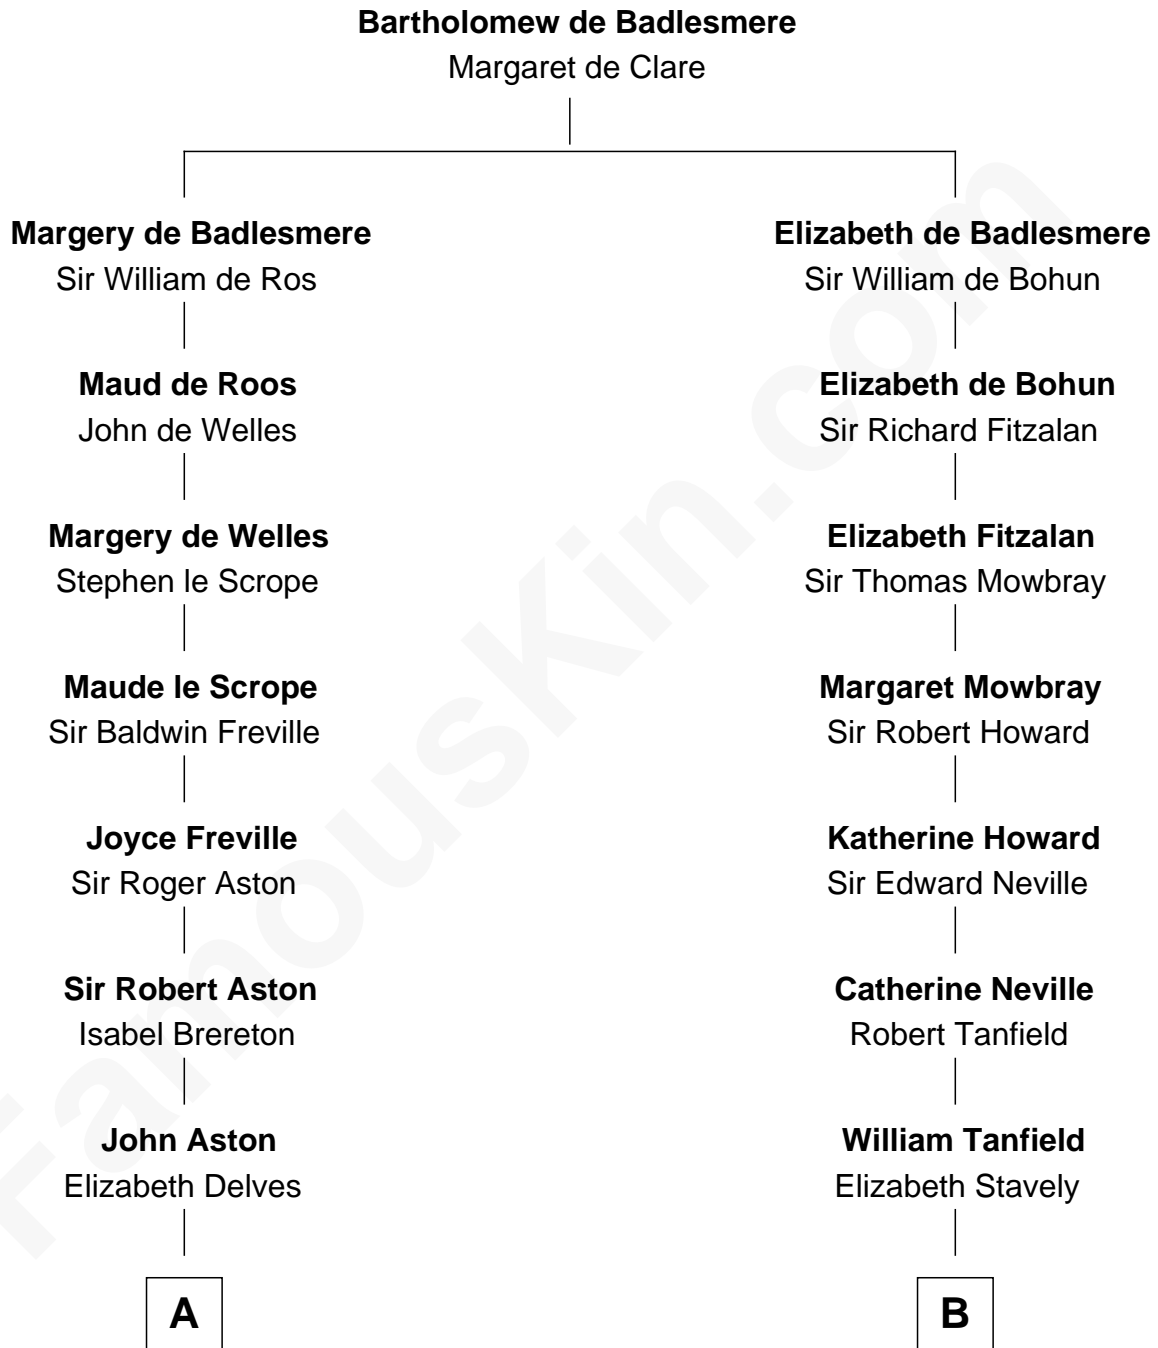 Bartholomew de Badlesmere
Margaret de Clare
Margery de Badlesmere
Sir William de Ros
Elizabeth de Badlesmere
Sir William de Bohun
Maud de Roos
John de Welles
Elizabeth de Bohun
Sir Richard Fitzalan
Margery de Welles
Stephen le Scrope
Elizabeth Fitzalan
Sir Thomas Mowbray
Maude le Scrope
Sir Baldwin Freville
Margaret Mowbray
Sir Robert Howard
Joyce Freville
Sir Roger Aston
Katherine Howard
Sir Edward Neville
Sir Robert Aston
Isabel Brereton
Catherine Neville
Robert Tanfield
John Aston
Elizabeth Delves
William Tanfield
Elizabeth Stavely
A
B
FamousKin.com